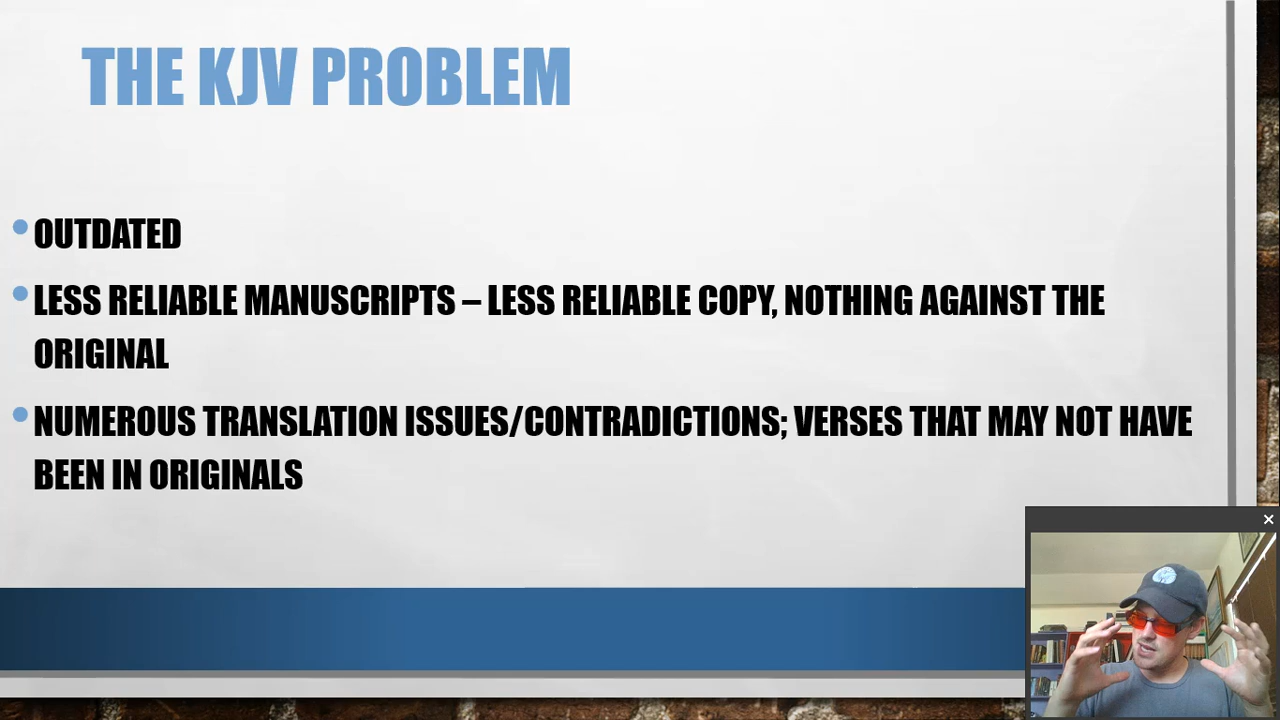 THE KJV PROBLEM
• OUTDATED
• LESS RELIABLE MANUSCRIPTS – LESS RELIABLE COPY, NOTHING AGAINST THE
ORIGINAL
• NUMEROUS TRANSLATION ISSUES/CONTRADICTIONS; VERSES THAT MAY NOT HAVE
BEEN IN ORIGINALS